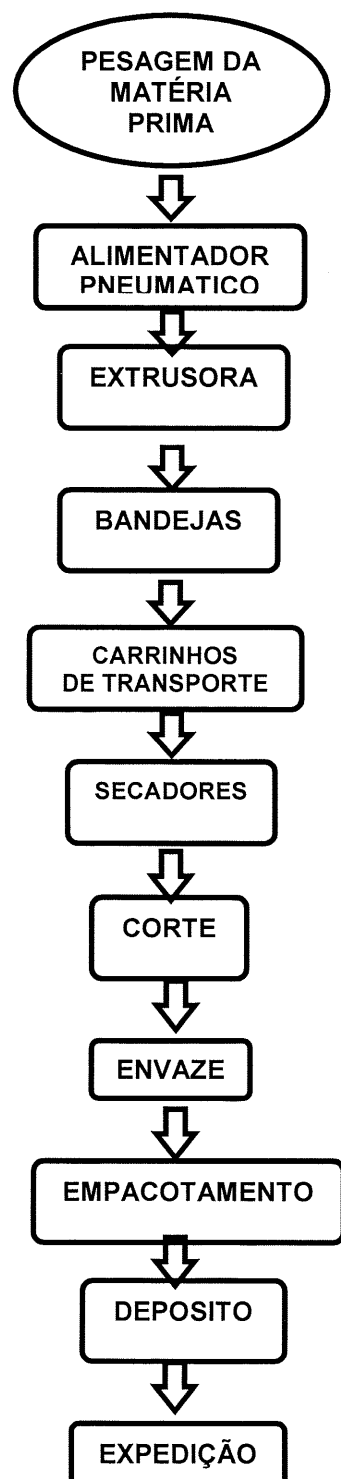 PESAGEM DA
MATÉRIA
PRIMA
ALIMENTADOR
PNEUMATICO
EXTRUSORA
BANDEJAS
CARRINHOS
DE TRANSPORTE
SECADORES
CORTE
ENVAZE
EMPACOTAMENTO
DEPOSITO
EXPEDIÇÃO